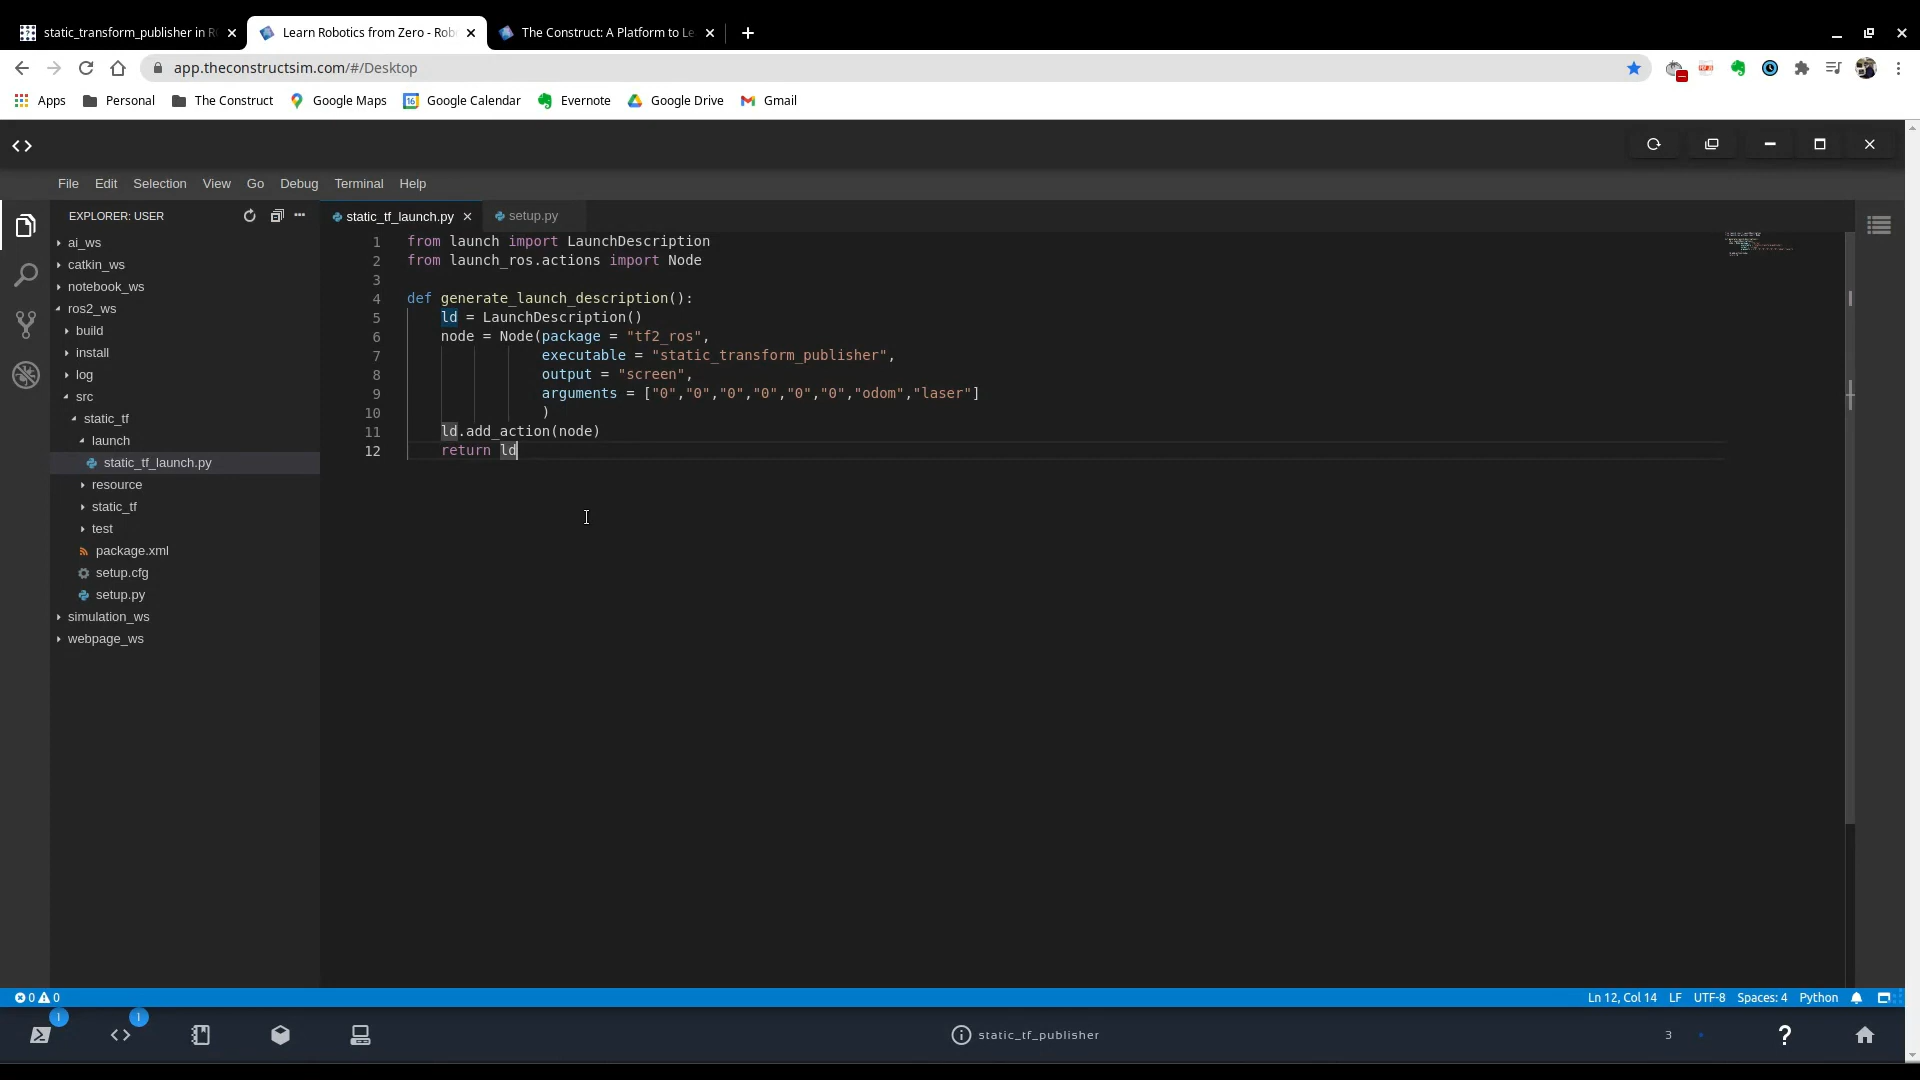 static_transform_publisher in R
Learn Robotics from Zero - Rob
The Construct: A Platform to Le
app.theconstructsim.com/#/Desktop
Apps
Personal
The Construct
Google Maps
16
Google Calendar
Evernote
Google Drive
Gmail
File
Edit
Selection
View
Go
Debug
Terminal
Help
EXPLORER: USER
ai_ws
catkin_ws
notebook_ws
ros2_ws
build
install
log
src
static_tf
launch
static_tf_launch.py
resource
static_tf
test
package.xml
setup.cfg
setup.py
simulation_ws
webpage_ws
static_tf_launch.py
setup.py
1 from launch import LaunchDescription
2 from launch_ros.actions import Node
3
4 def generate_launch_description():
5 ld = LaunchDescription()
6 node = Node(package = "tf2_ros",
7 executable = "static_transform_publisher",
8 output = "screen",
9 arguments = ["0","0","0","0","0","0","odom","laser"]
10 )
11 ld.add_action(node)
12 return ld
0 0
Ln 12, Col 14
LF
UTF-8
Spaces: 4
Python
1
1
static_tf_publisher
3
?